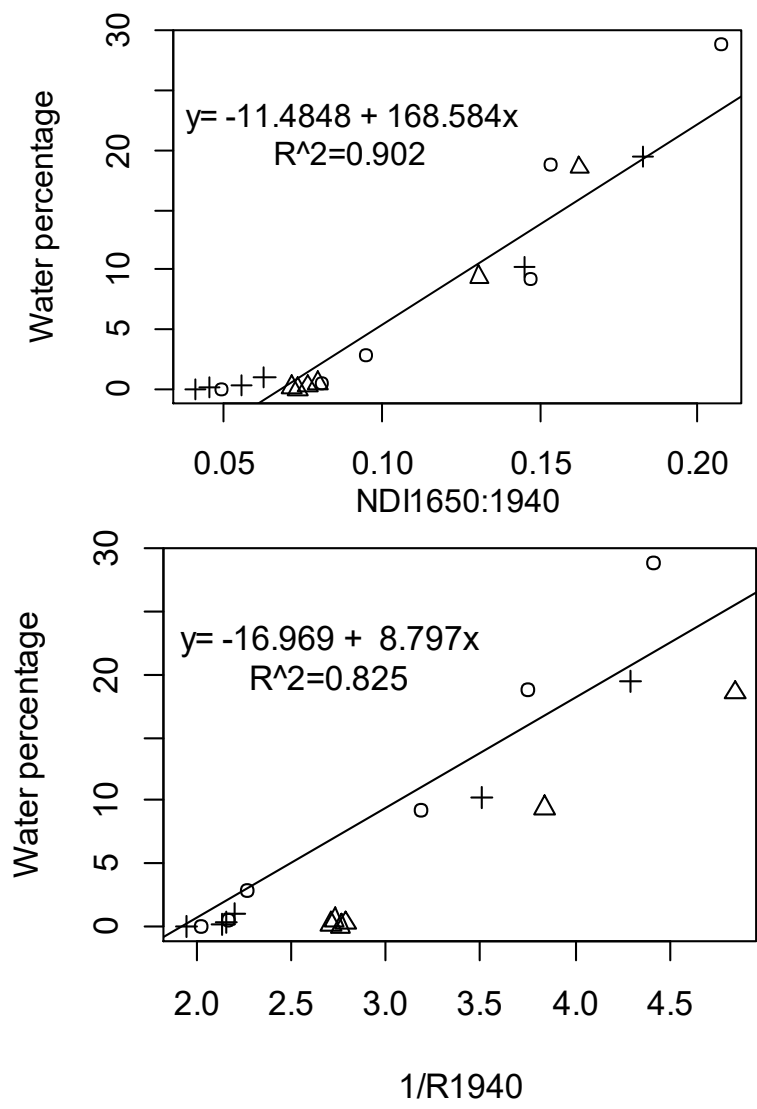 30
y= -11.4848 + 168.584x
R^2=0.902
20
10
5
0
Water percentage
0.05 0.10 0.15 0.20
NDI1650:1940
30
y= -16.969 + 8.797x
R^2=0.825
20
10
5
0
Water percentage
2.0 2.5 3.0 3.5 4.0 4.5
1/R1940